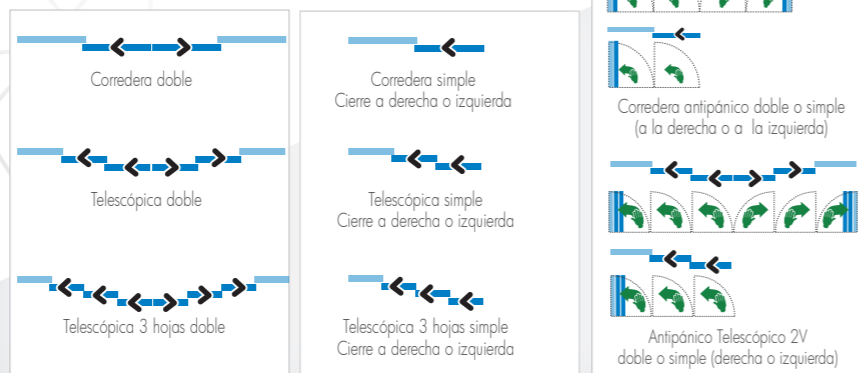 Corredera doble
Telescópica doble
Telescópica 3 hojas doble
Corredera simple
Cierre a derecha o izquierda
Telescópica simple
Cierre a derecha o izquierda
Telescópica 3 hojas simple
Cierre a derecha o izquierda
Corredera antipánico doble o simple
(a la derecha o a la izquierda)
Antipánico Telescópico 2V
doble o simple (derecha o izquierda)